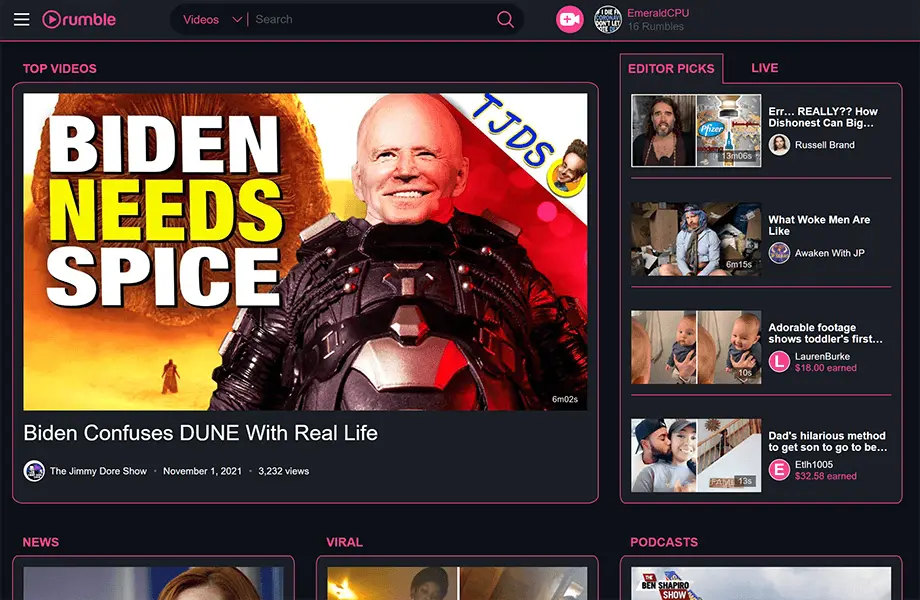 rumble
Videos
Search
EmeraldCPU
16 Rumbles
TOP VIDEOS
BIDEN
NEEDS
SPICE
TJDS
6m02s
Biden Confuses DUNE With Real Life
The Jimmy Dore Show • November 1, 2021 • 3,232 views
EDITOR PICKS
LIVE
Pfizer
13m06s
Err... REALLY?? How
Dishonest Can Big...
Russell Brand
6m15s
What Woke Men Are
Like
Awaken With JP
10s
Adorable footage
shows toddler's first...
L
LaurenBurke
$18.00 earned
13s
Dad's hilarious method
to get son to go to be...
E
Etlh1005
$32.58 earned
NEWS
VIRAL
PODCASTS
THE
BEN SHAPIRO
SHOW